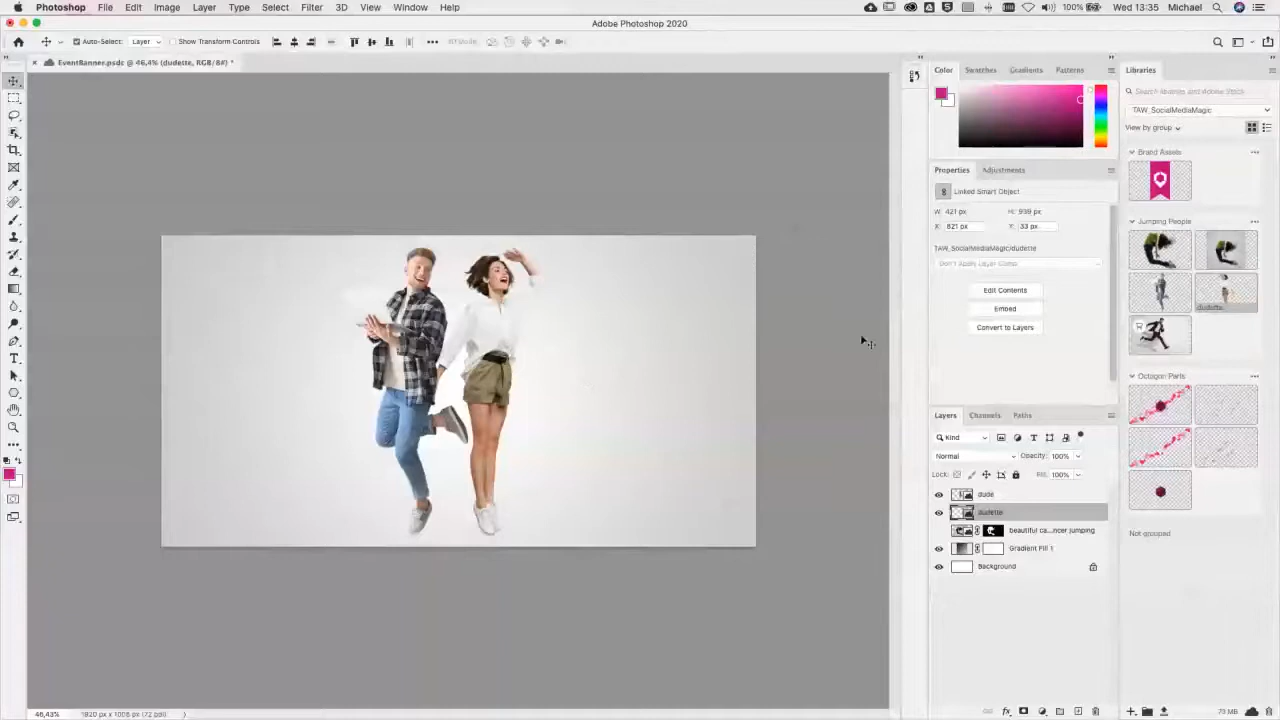 Photoshop File Edit Image Layer Type Select Filter 3D View Window Help 100% Wed 13:35 Michael
Adobe Photoshop 2020
Auto-Select: Layer Show Transform Controls 3D Mode:
EventBanner.psdc @ 46,4% (dudette, RGB/8#) *
Color Swatches Gradients Patterns
Libraries
Search libraries and Adobe Stock
TAW_SocialMediaMagic
View by group
Brand Assets
Properties Adjustments
Linked Smart Object
W: 421 px H: 939 px
X: 821 px Y: 33 px
TAW_SocialMediaMagic/dudette
Don't Apply Layer Comp
Edit Contents
Embed
Convert to Layers
Jumping People
dudette
Octagon Parts
Not grouped
Layers Channels Paths
Kind
Normal Opacity: 100%
Lock: Fill: 100%
dude
dudette
beautiful ca...ncer jumping
Gradient Fill 1
Background
46,43% 1920 px x 1005 px (72 ppi)
fx
73 MB